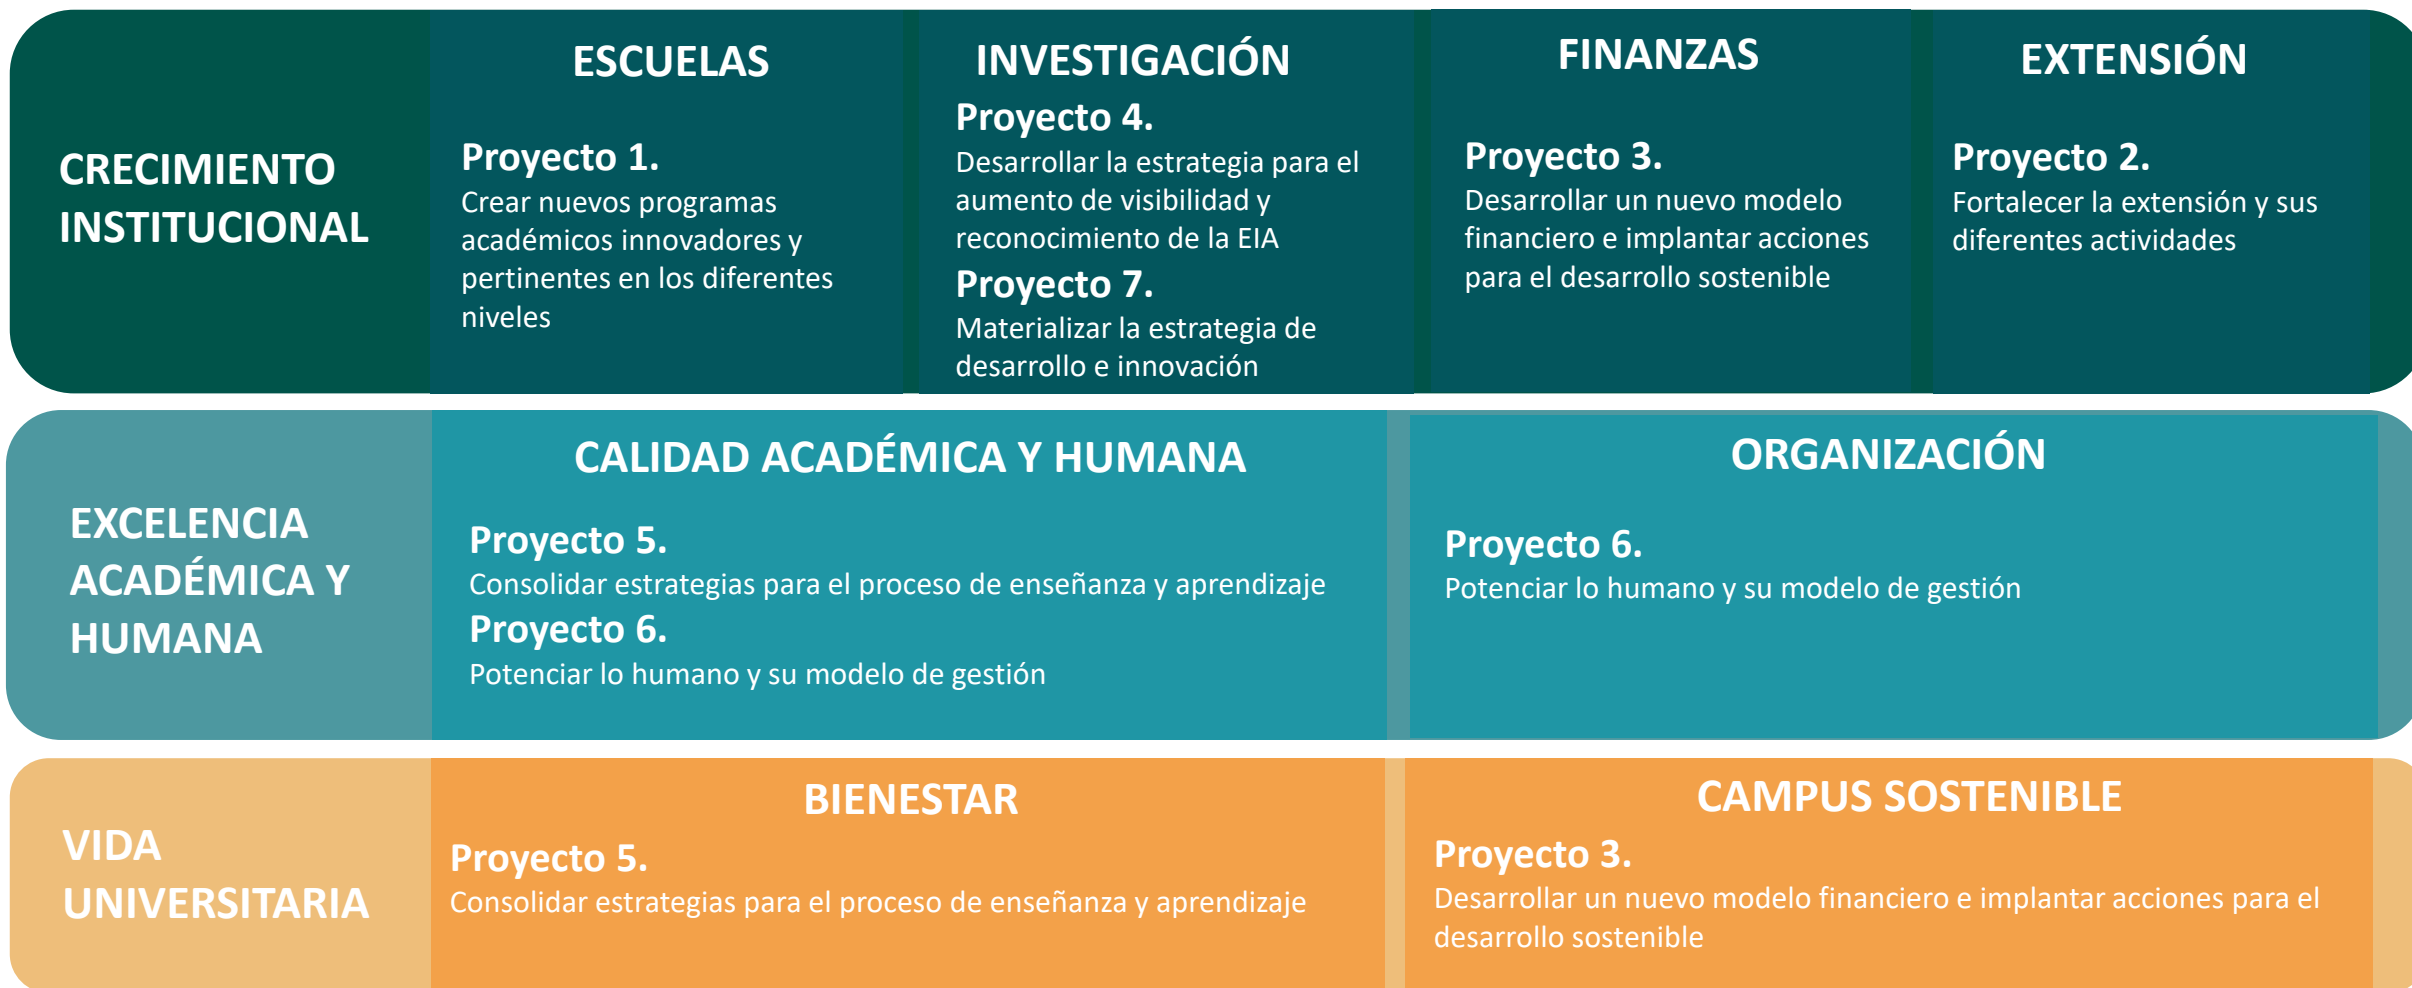 CRECIMIENTO
INSTITUCIONAL
ESCUELAS
Proyecto 1.
Crear nuevos programas
académicos innovadores y
pertinentes en los diferentes
niveles
INVESTIGACIÓN
Proyecto 4.
Desarrollar la estrategia para el
aumento de visibilidad y
reconocimiento de la EIA
Proyecto 7.
Materializar la estrategia de
desarrollo e innovación
FINANZAS
Proyecto 3.
Desarrollar un nuevo modelo
financiero e implantar acciones
para el desarrollo sostenible
EXTENSIÓN
Proyecto 2.
Fortalecer la extensión y sus
diferentes actividades
EXCELENCIA
ACADÉMICA Y
HUMANA
CALIDAD ACADÉMICA Y HUMANA
Proyecto 5.
Consolidar estrategias para el proceso de enseñanza y aprendizaje
Proyecto 6.
Potenciar lo humano y su modelo de gestión
ORGANIZACIÓN
Proyecto 6.
Potenciar lo humano y su modelo de gestión
VIDA
UNIVERSITARIA
BIENESTAR
Proyecto 5.
Consolidar estrategias para el proceso de enseñanza y aprendizaje
CAMPUS SOSTENIBLE
Proyecto 3.
Desarrollar un nuevo modelo financiero e implantar acciones para el
desarrollo sostenible